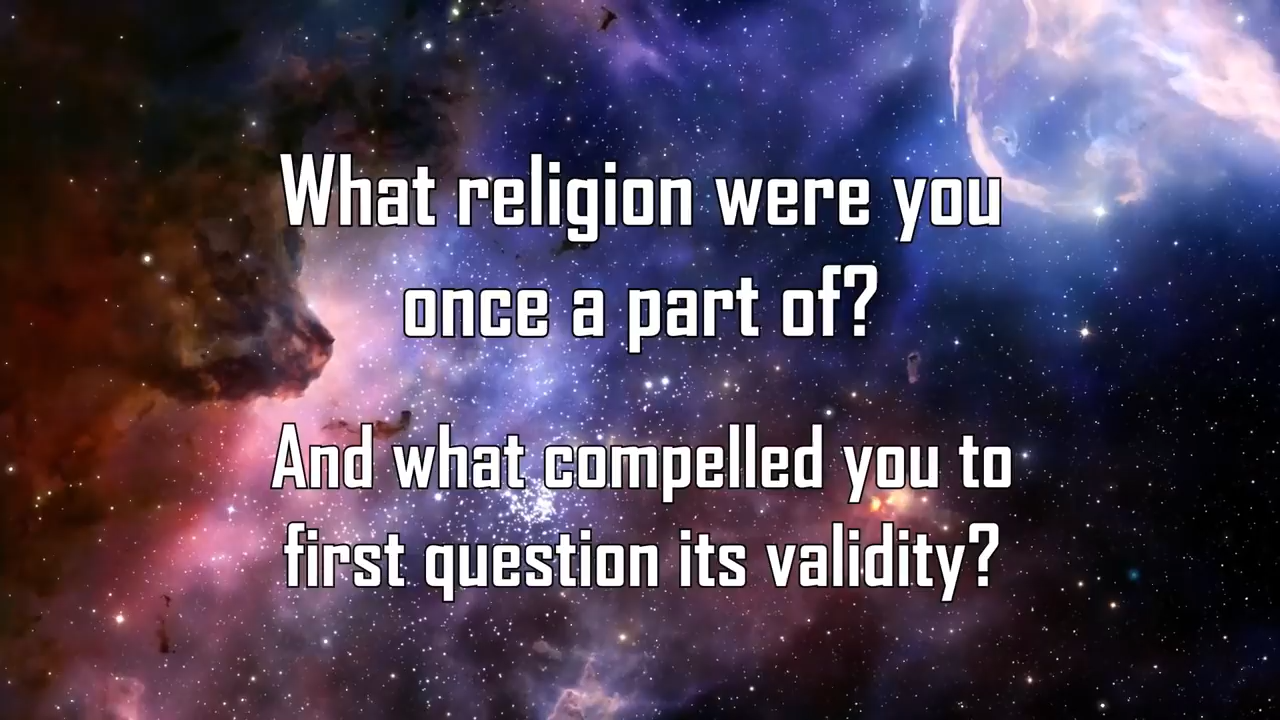 What religion were you
once a part of?
And what compelled you to
first question its validity?